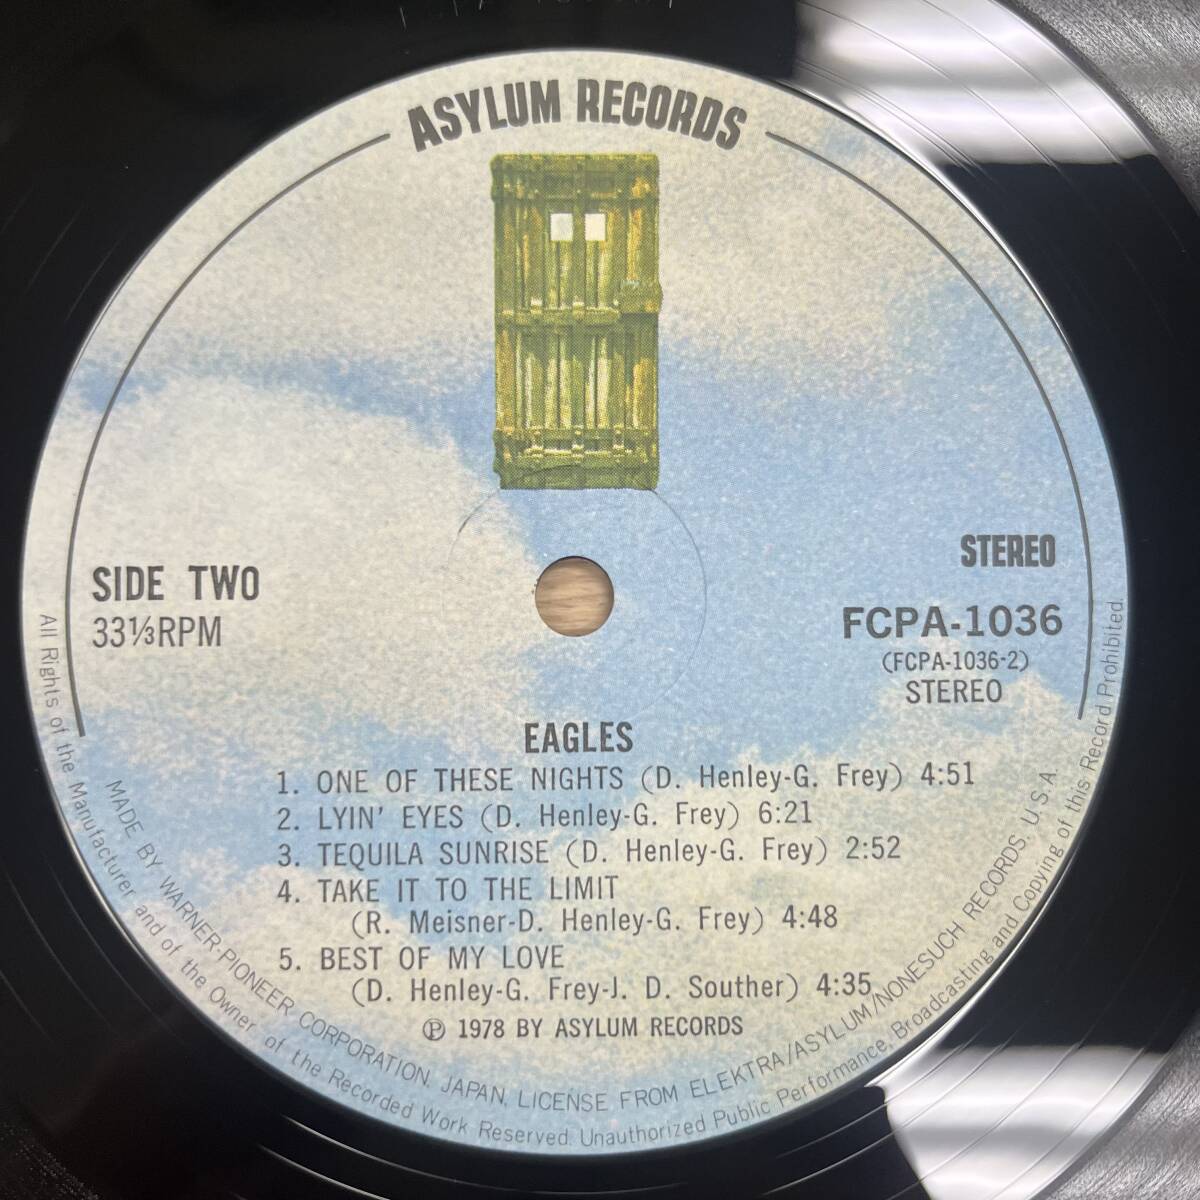 ASYLUM RECORDS
STEREO
SIDE TWO
33⅓RPM
FCPA-1036
(FCPA-1036-2)
STEREO
EAGLES
1. ONE OF THESE NIGHTS (D. Henley-G. Frey) 4:51
2. LYIN' EYES (D. Henley-G. Frey) 6:21
3. TEQUILA SUNRISE (D. Henley-G. Frey) 2:52
4. TAKE IT TO THE LIMIT
(R. Meisner-D. Henley-G. Frey) 4:48
5. BEST OF MY LOVE
(D. Henley-G. Frey-J. D. Souther) 4:35
Ⓟ 1978 BY ASYLUM RECORDS
MADE BY WARNER-PIONEER CORPORATION, JAPAN, LICENSE FROM ELEKTRA/ASYLUM/NONESUCH RECORDS, U.S.A.
All Rights of the Manufacturer and of the Owner of the Recorded Work Reserved. Unauthorized Public Performance, Broadcasting and Copying of this Record Prohibited.